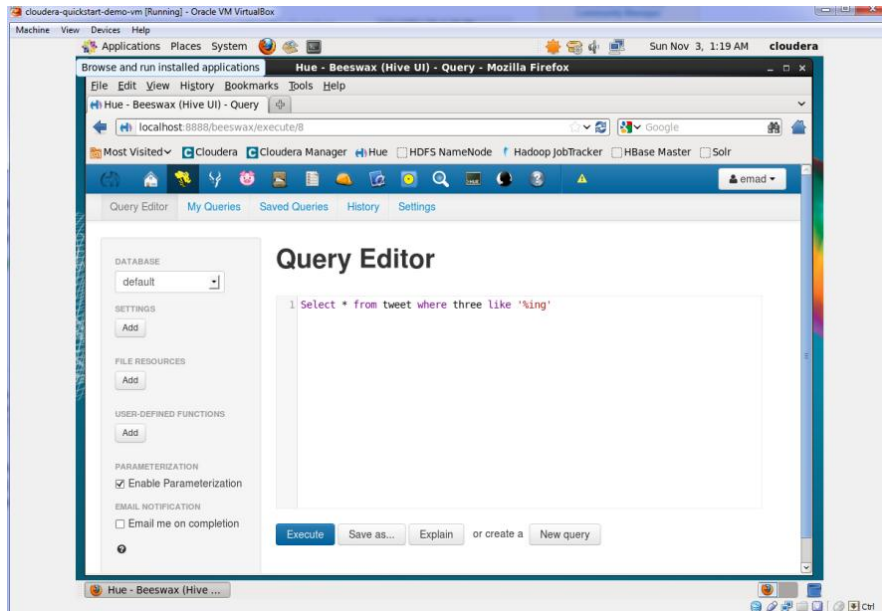 cloudera-quickstart-demo-vm [Running] - Oracle VM VirtualBox
Machine View Devices Help
Applications Places System Sun Nov 3, 1:19 AM cloudera
Browse and run installed applications Hue - Beeswax (Hive UI) - Query - Mozilla Firefox
File Edit View History Bookmarks Tools Help
Hue - Beeswax (Hive UI) - Query
localhost:8888/beeswax/execute/8 Google
Most Visited Cloudera Cloudera Manager Hue HDFS NameNode Hadoop JobTracker HBase Master Solr
emad
Query Editor My Queries Saved Queries History Settings
DATABASE
default
SETTINGS
Add
FILE RESOURCES
Add
USER-DEFINED FUNCTIONS
Add
PARAMETERIZATION
Enable Parameterization
EMAIL NOTIFICATION
Email me on completion
Query Editor
1 Select * from tweet where three like '%ing'
Execute Save as... Explain or create a New query
Hue - Beeswax (Hive ...
Ctrl